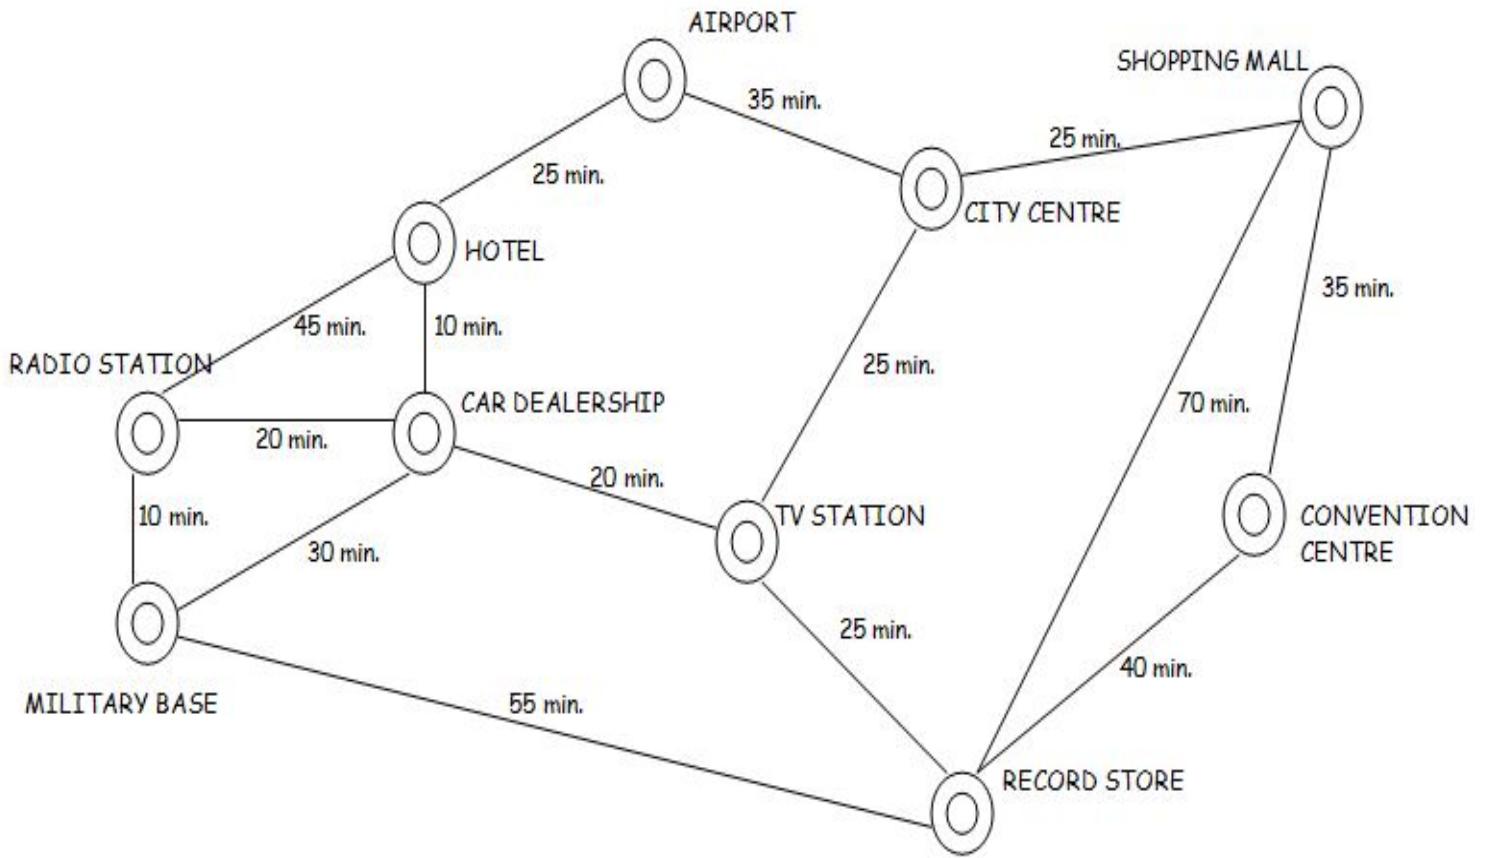 AIRPORT
SHOPPING MALL
35 min.
25 min.
25 min.
CITY CENTRE
HOTEL
35 min.
45 min.
10 min.
RADIO STATION
25 min.
CAR DEALERSHIP
70 min.
20 min.
20 min.
10 min.
TV STATION
CONVENTION
CENTRE
30 min.
25 min.
40 min.
MILITARY BASE
55 min.
RECORD STORE